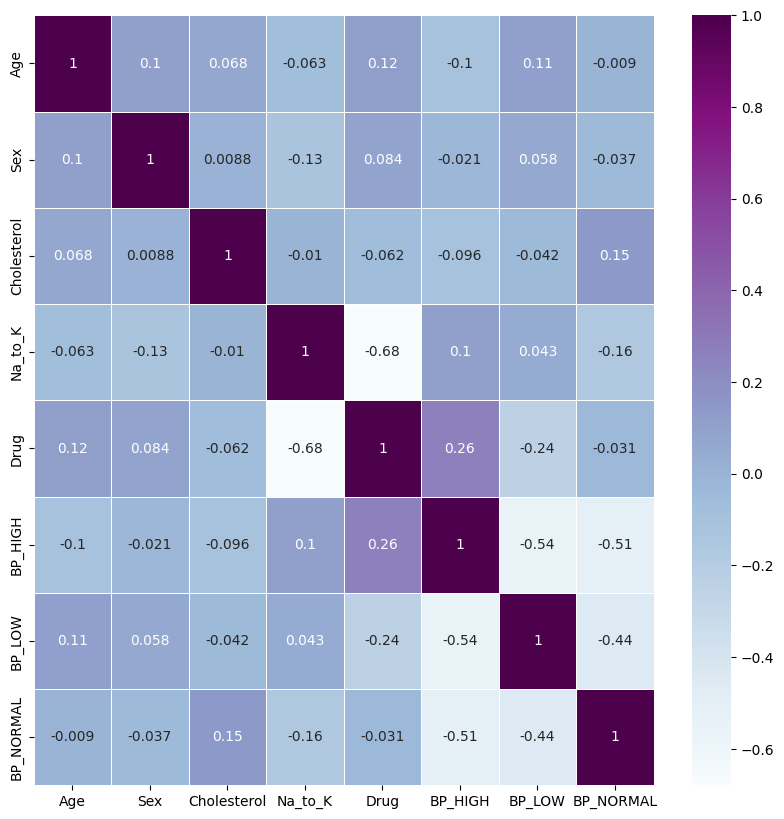 Age 1 0.1 0.068 -0.063 0.12 -0.1 0.11 -0.009
Sex 0.1 1 0.0088 -0.13 0.084 -0.021 0.058 -0.037
Cholesterol 0.068 0.0088 1 -0.01 -0.062 -0.096 -0.042 0.15
Na_to_K -0.063 -0.13 -0.01 1 -0.68 0.1 0.043 -0.16
Drug 0.12 0.084 -0.062 -0.68 1 0.26 -0.24 -0.031
BP_HIGH -0.1 -0.021 -0.096 0.1 0.26 1 -0.54 -0.51
BP_LOW 0.11 0.058 -0.042 0.043 -0.24 -0.54 1 -0.44
BP_NORMAL -0.009 -0.037 0.15 -0.16 -0.031 -0.51 -0.44 1
Age Sex Cholesterol Na_to_K Drug BP_HIGH BP_LOW BP_NORMAL
1.0
0.8
0.6
0.4
0.2
0.0
−0.2
−0.4
−0.6